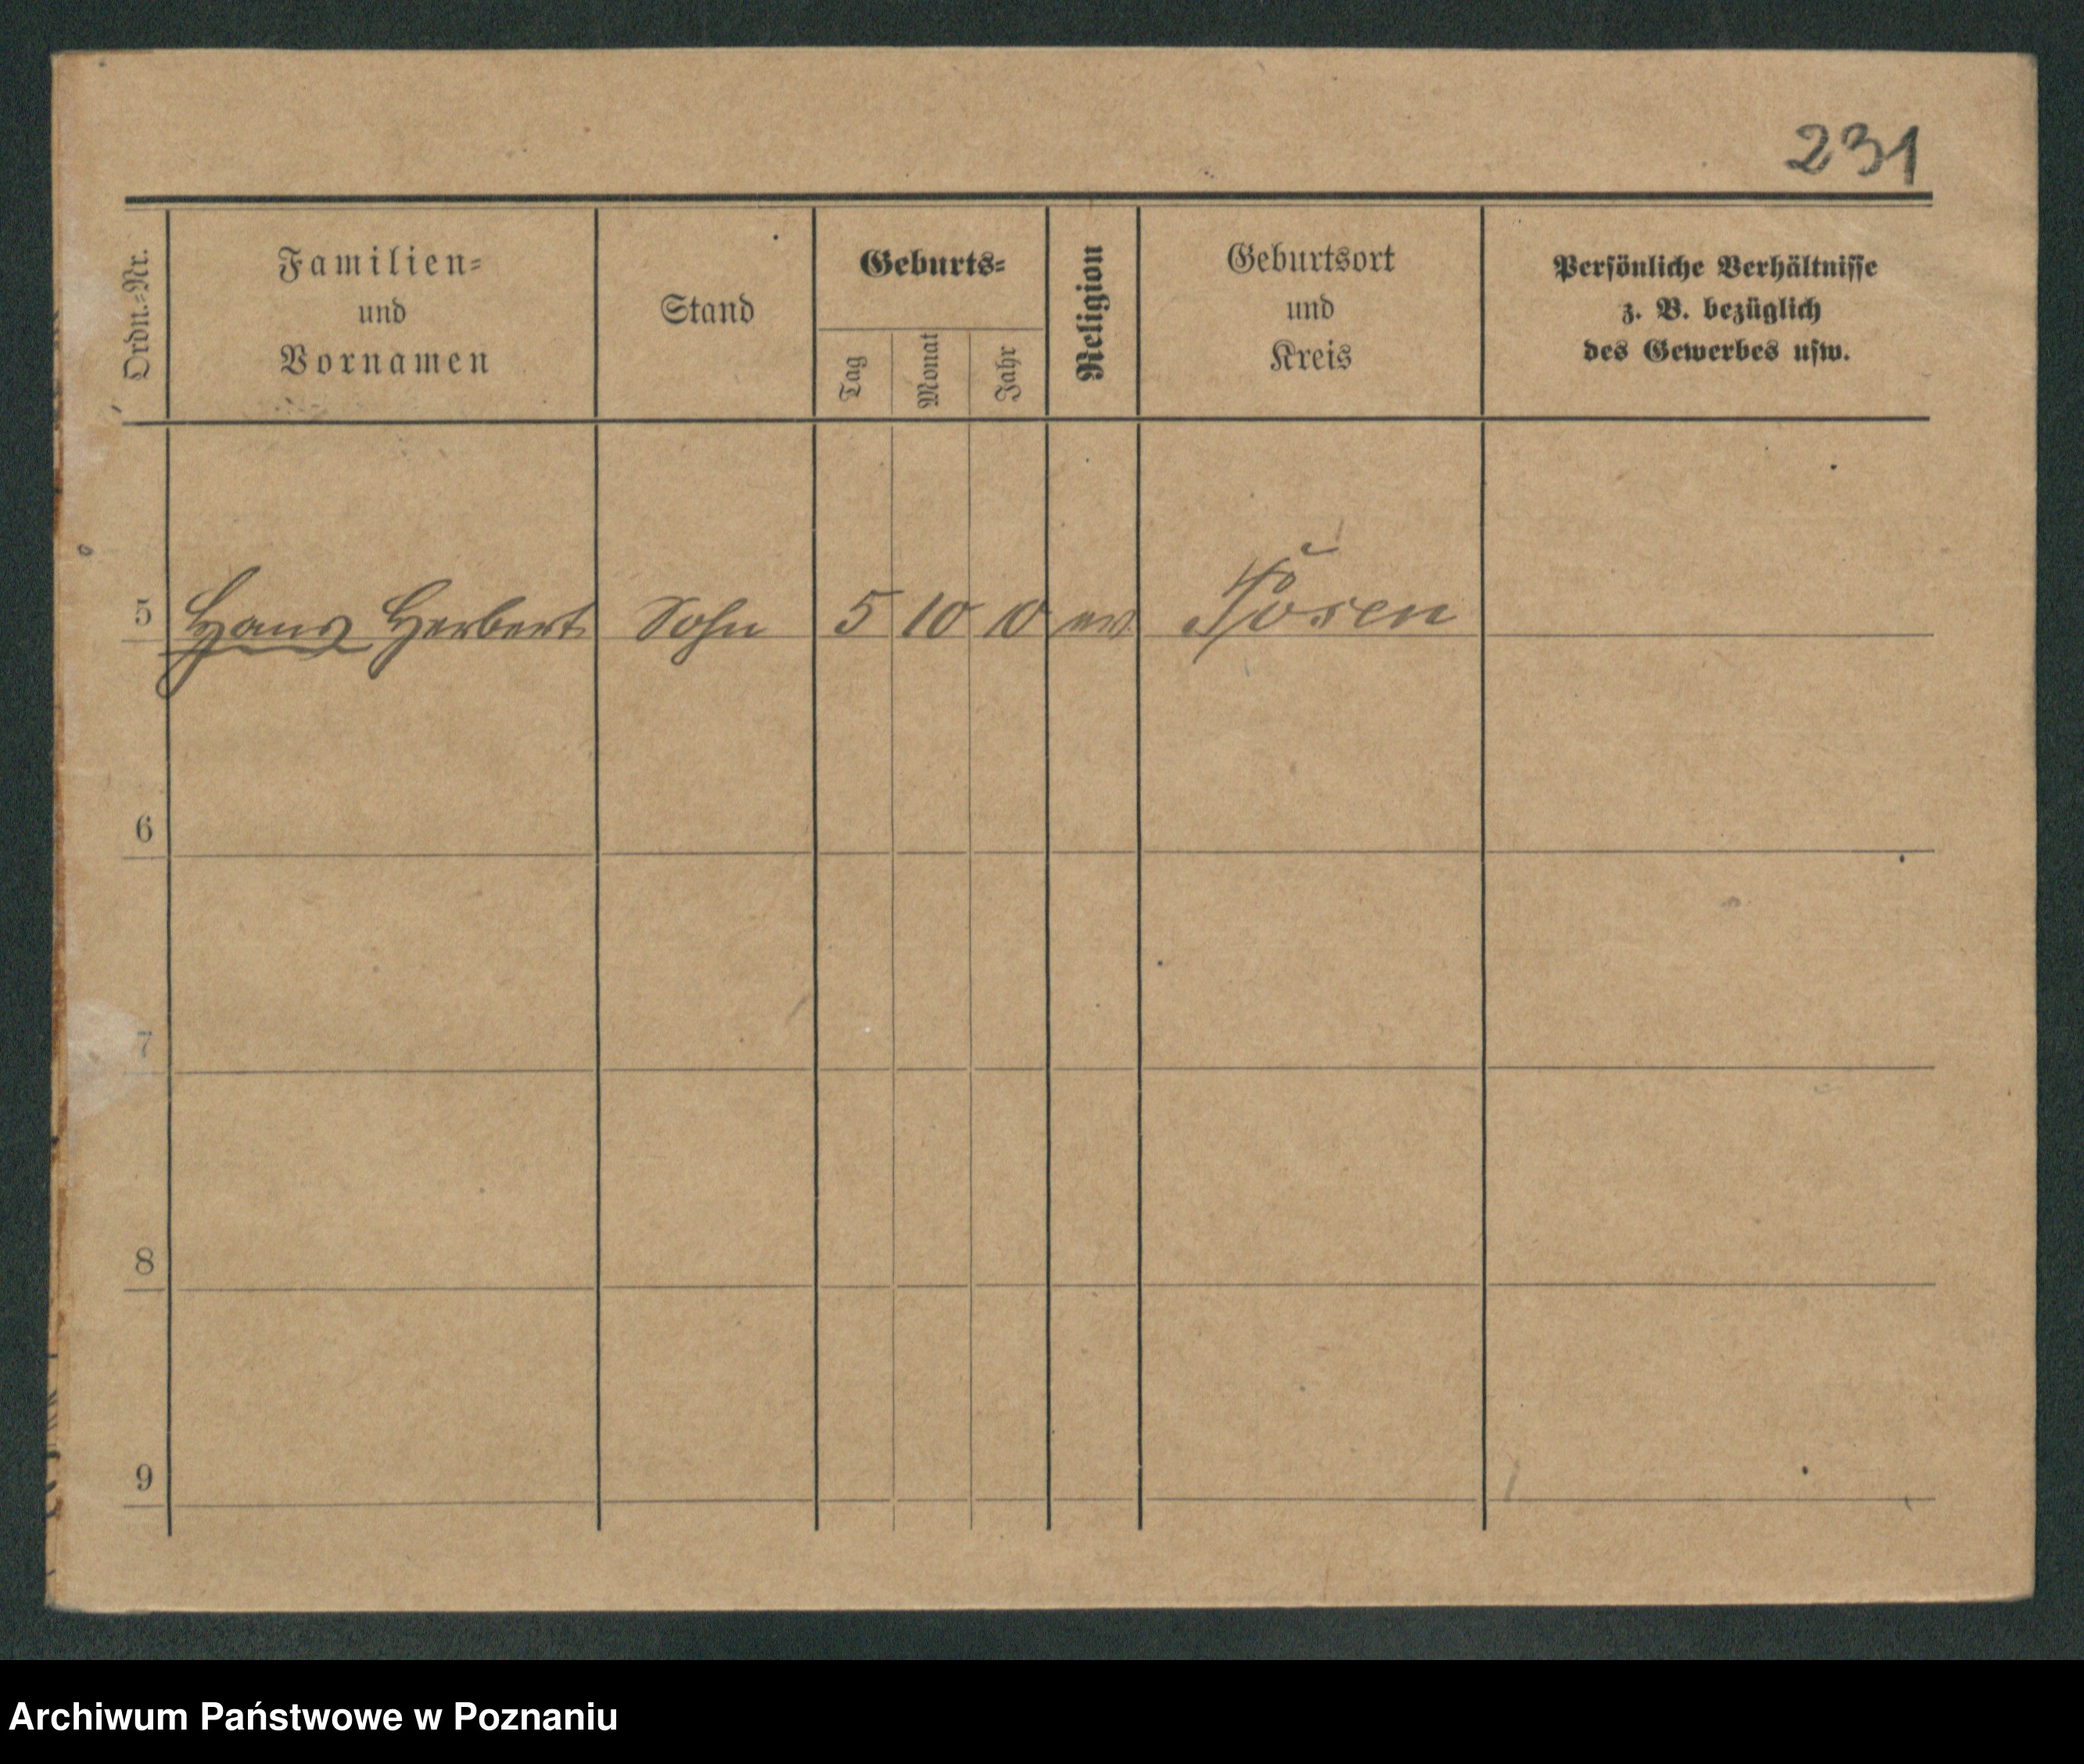 231
Ordn.-Nr.
Familien-
und
Vornamen
Stand
Geburts-
Tag
Monat
Jahr
Religion
Geburtsort
und
Kreis
Persönliche Verhältnisse
z. B. bezüglich
des Gewerbes usw.
5 Hans Herbert Sohn 5 10 10 ev Posen
6
7
8
9
Archiwum Państwowe w Poznaniu